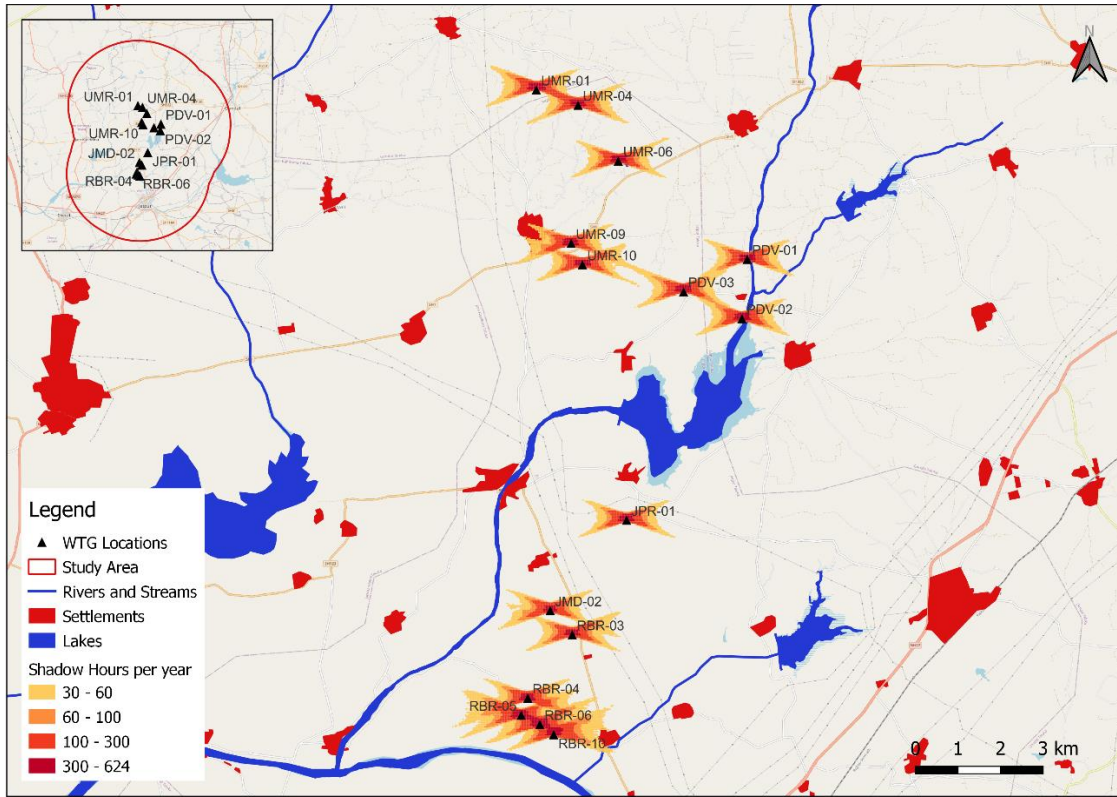 UMR-01 UMR-04
PDV-01
UMR-10
PDV-02
JMD-02
JPR-01
RBR-04
RBR-06
N
UMR-01
UMR-04
UMR-06
UMR-09
UMR-10
PDV-01
PDV-03
PDV-02
JPR-01
JMD-02
RBR-03
RBR-04
RBR-05
RBR-06
RBR-10
Legend
WTG Locations
Study Area
Rivers and Streams
Settlements
Lakes
Shadow Hours per year
30 - 60
60 - 100
100 - 300
300 - 624
0 1 2 3 km